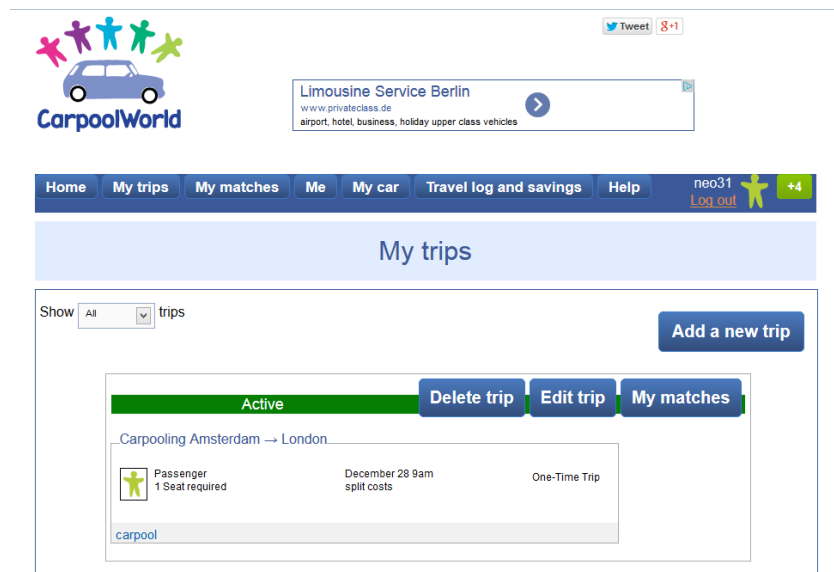 Tweet g+1
CarpoolWorld
Limousine Service Berlin
www.privateclass.de
airport, hotel, business, holiday upper class vehicles
Home My trips My matches Me My car Travel log and savings Help neo31 +4
Log out
My trips
Show All trips
Add a new trip
Active Delete trip Edit trip My matches
Carpooling Amsterdam → London
Passenger December 28 9am One-Time Trip
1 Seat required split costs
carpool